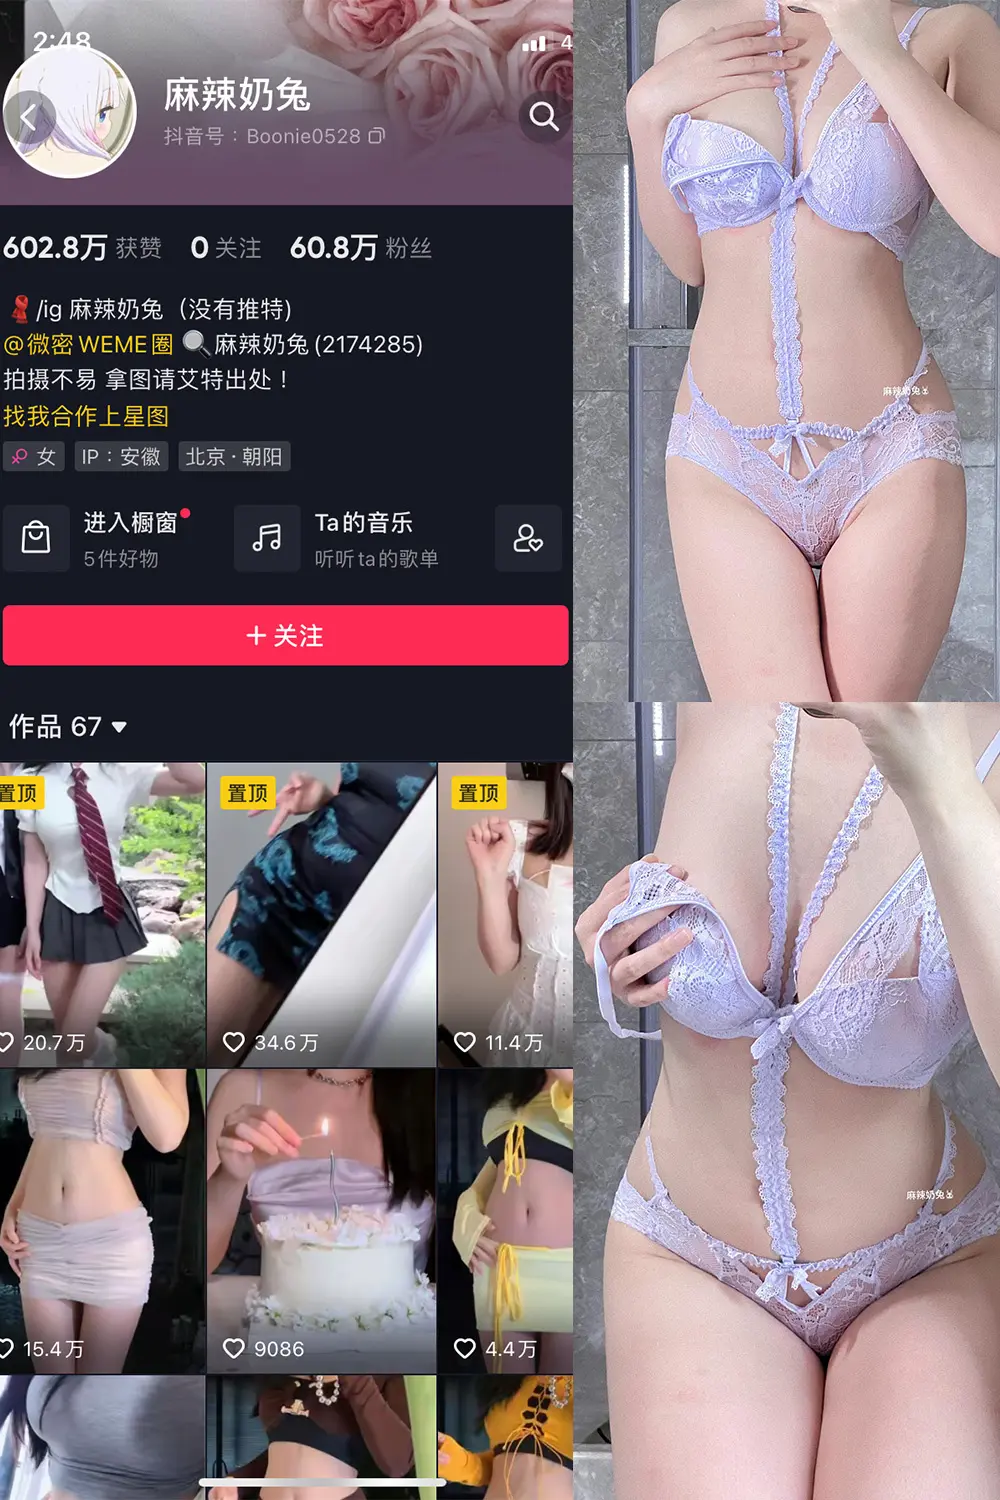 2:48
4
麻辣奶兔
抖音号：Boonie0528
602.8万 获赞 0 关注 60.8万 粉丝
/ig 麻辣奶兔（没有推特)
@微密 WEME圈 麻辣奶兔 (2174285)
拍摄不易 拿图请艾特出处！
找我合作上星图
女 IP：安徽 北京·朝阳
进入橱窗
5件好物
Ta的音乐
听听ta的歌单
＋关注
作品 67
置顶 置顶 置顶
20.7万 34.6万 11.4万
15.4万 9086 4.4万
麻辣奶兔
麻辣奶兔